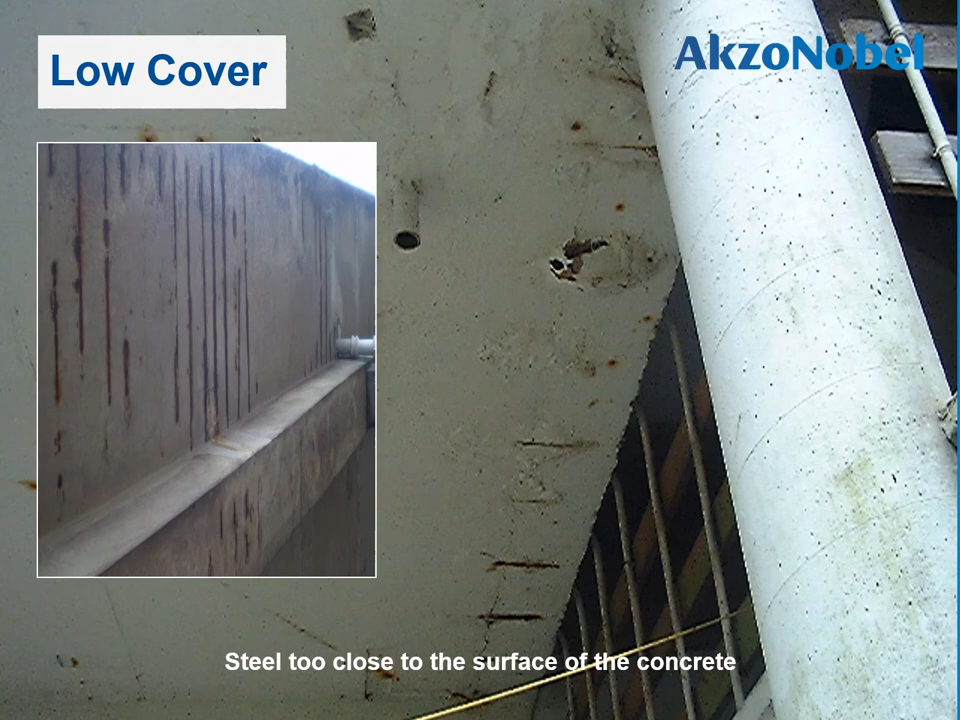 Low Cover
AkzoNobel
Steel too close to the surface of the concrete